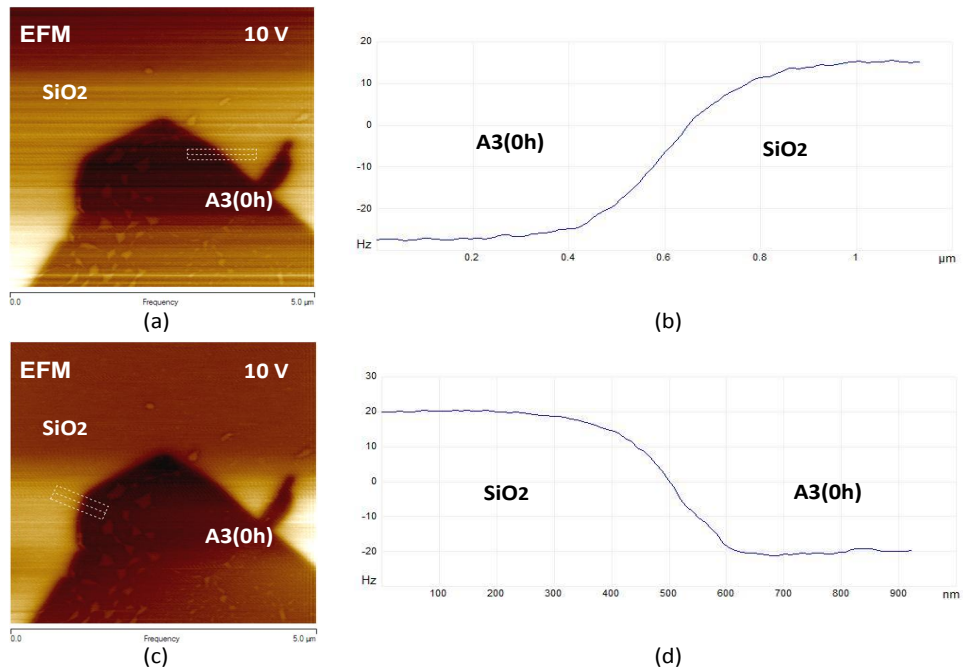 EFM 10 V
SiO2
A3(0h)
0.0 Frequency 5.0 µm
(a)
20
10
0
-10
-20
Hz
0.2 0.4 0.6 0.8 1 µm
A3(0h)
SiO2
(b)
EFM 10 V
SiO2
A3(0h)
0.0 Frequency 5.0 µm
(c)
30
20
10
0
-10
-20
Hz
100 200 300 400 500 600 700 800 900 nm
SiO2
A3(0h)
(d)